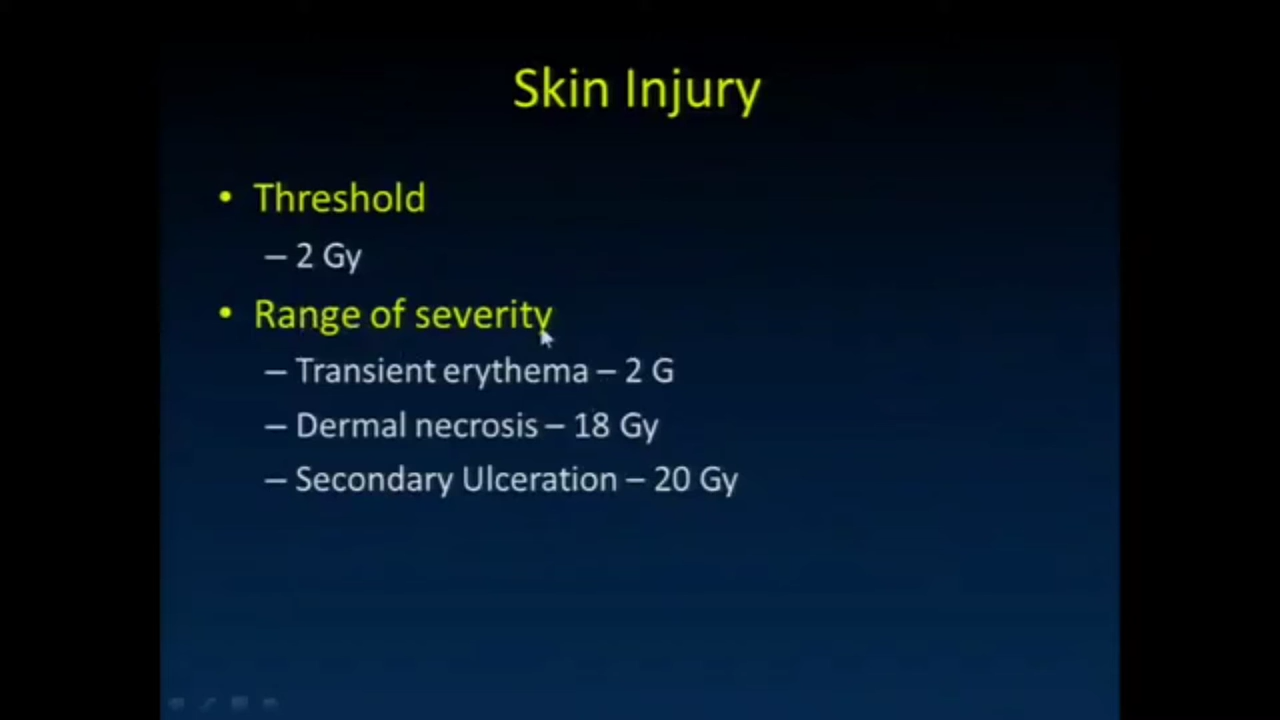 Skin Injury
• Threshold
– 2 Gy
• Range of severity
– Transient erythema – 2 G
– Dermal necrosis – 18 Gy
– Secondary Ulceration – 20 Gy